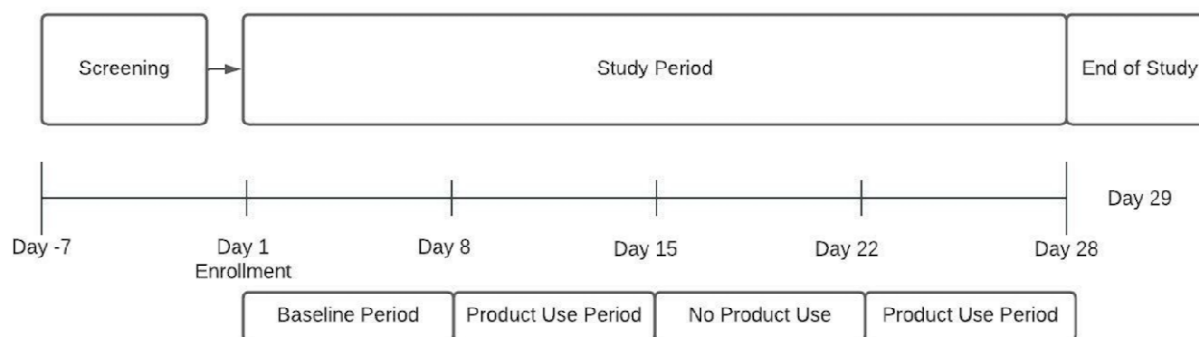 Screening
Study Period
End of Study
Day 29
Day -7
Day 1
Day 8
Day 15
Day 22
Day 28
Enrollment
Baseline Period
Product Use Period
No Product Use
Product Use Period